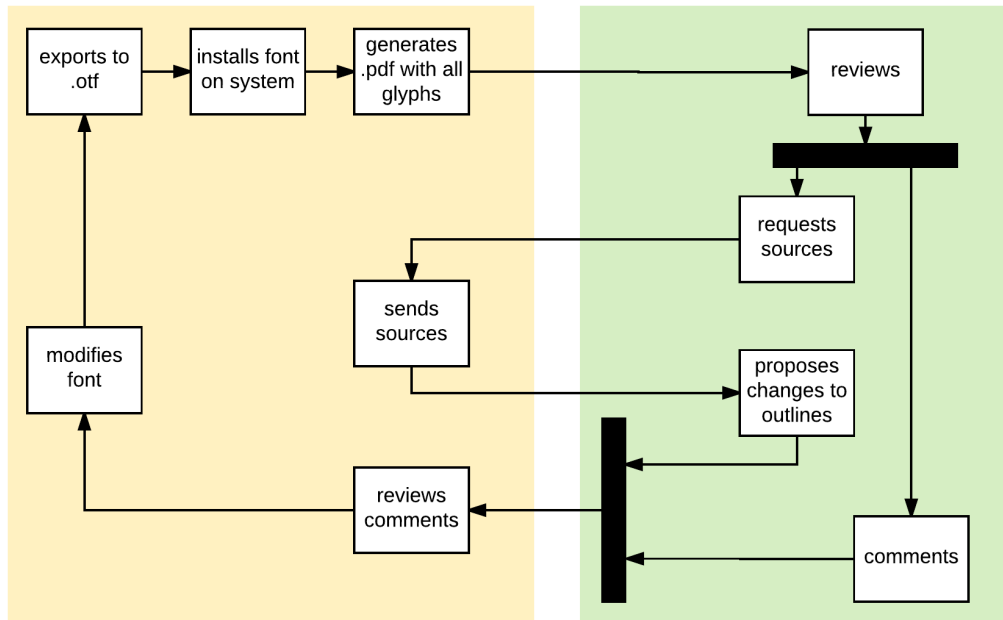 exports to
.otf
installs font
on system
generates
.pdf with all
glyphs
reviews
requests
sources
sends
sources
modifies
font
proposes
changes to
outlines
reviews
comments
comments